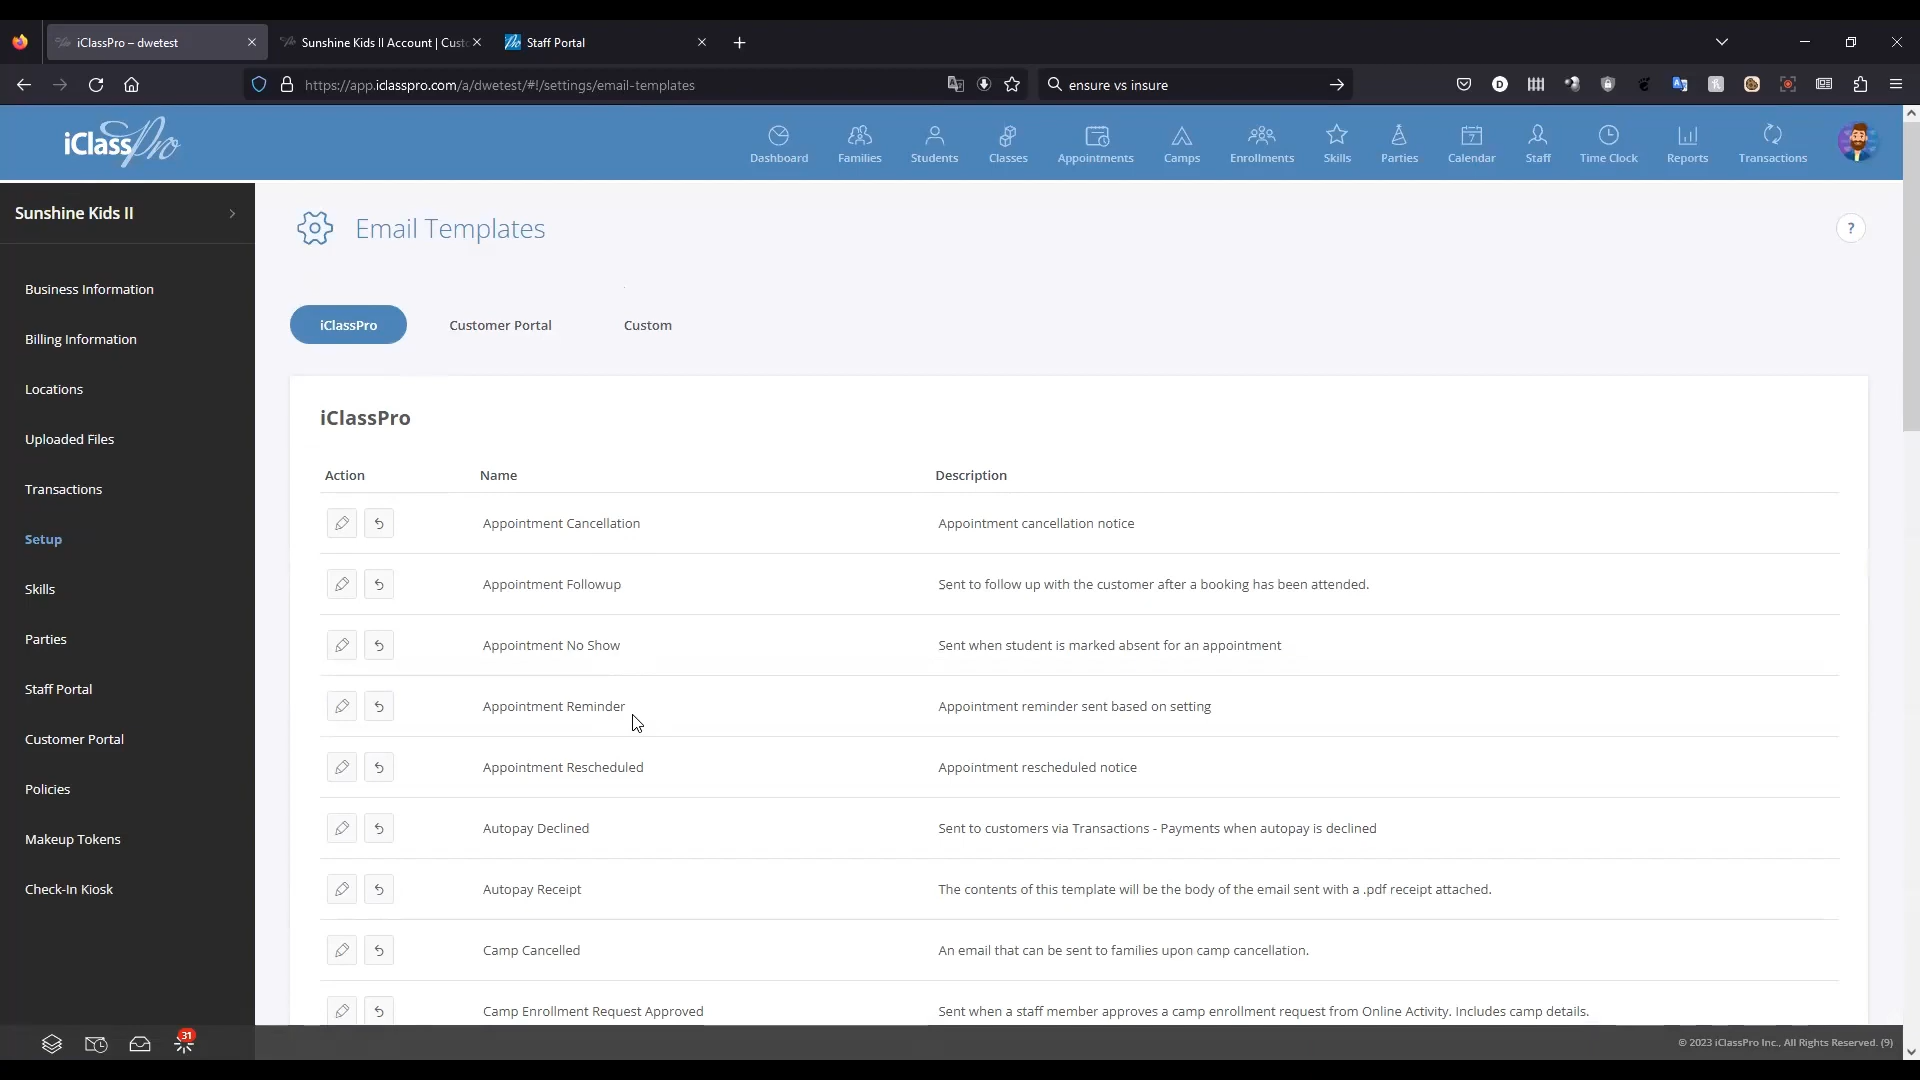 iClassPro – dwetest
Sunshine Kids II Account | Cust
Staff Portal
https://app.iclasspro.com/a/dwetest/#!/settings/email-templates
ensure vs insure
iClassPro
Dashboard
Families
Students
Classes
Appointments
Camps
Enrollments
Skills
Parties
Calendar
Staff
Time Clock
Reports
Transactions
Sunshine Kids II
Business Information
Billing Information
Locations
Uploaded Files
Transactions
Setup
Skills
Parties
Staff Portal
Customer Portal
Policies
Makeup Tokens
Check-In Kiosk
31
Email Templates
?
iClassPro
Customer Portal
Custom
iClassPro
Action Name Description
Appointment Cancellation Appointment cancellation notice
Appointment Followup Sent to follow up with the customer after a booking has been attended.
Appointment No Show Sent when student is marked absent for an appointment
Appointment Reminder Appointment reminder sent based on setting
Appointment Rescheduled Appointment rescheduled notice
Autopay Declined Sent to customers via Transactions - Payments when autopay is declined
Autopay Receipt The contents of this template will be the body of the email sent with a .pdf receipt attached.
Camp Cancelled An email that can be sent to families upon camp cancellation.
Camp Enrollment Request Approved Sent when a staff member approves a camp enrollment request from Online Activity. Includes camp details.
© 2023 iClassPro Inc., All Rights Reserved. (9)